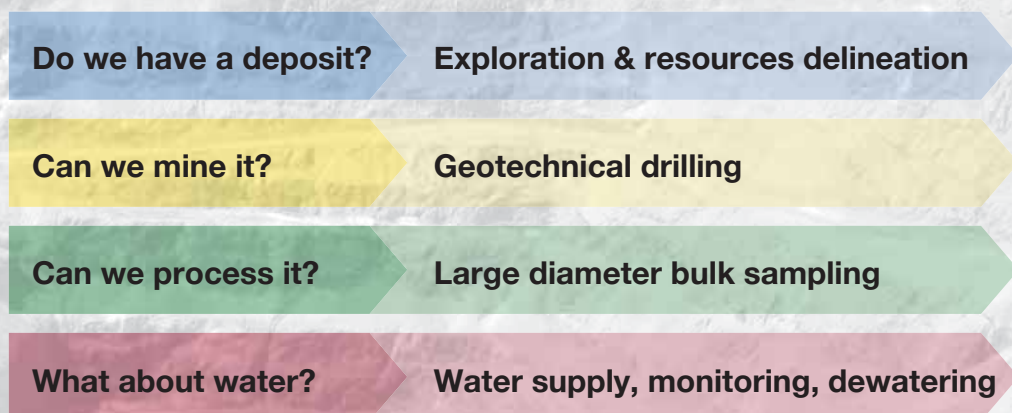 Do we have a deposit? Exploration & resources delineation
Can we mine it? Geotechnical drilling
Can we process it? Large diameter bulk sampling
What about water? Water supply, monitoring, dewatering